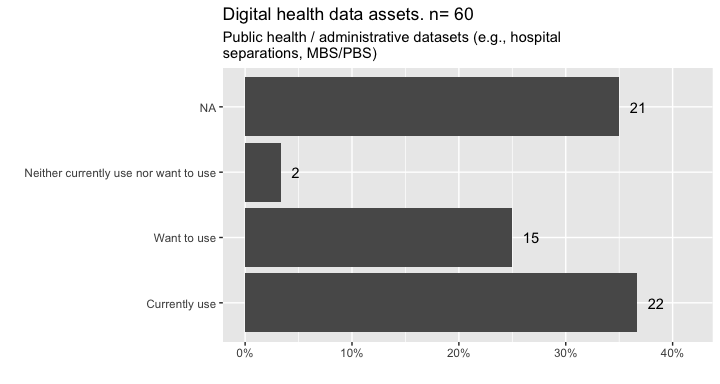 Digital health data assets. n= 60
Public health / administrative datasets (e.g., hospital
separations, MBS/PBS)
NA
21
Neither currently use nor want to use
2
Want to use
15
Currently use
22
0%
10%
20%
30%
40%